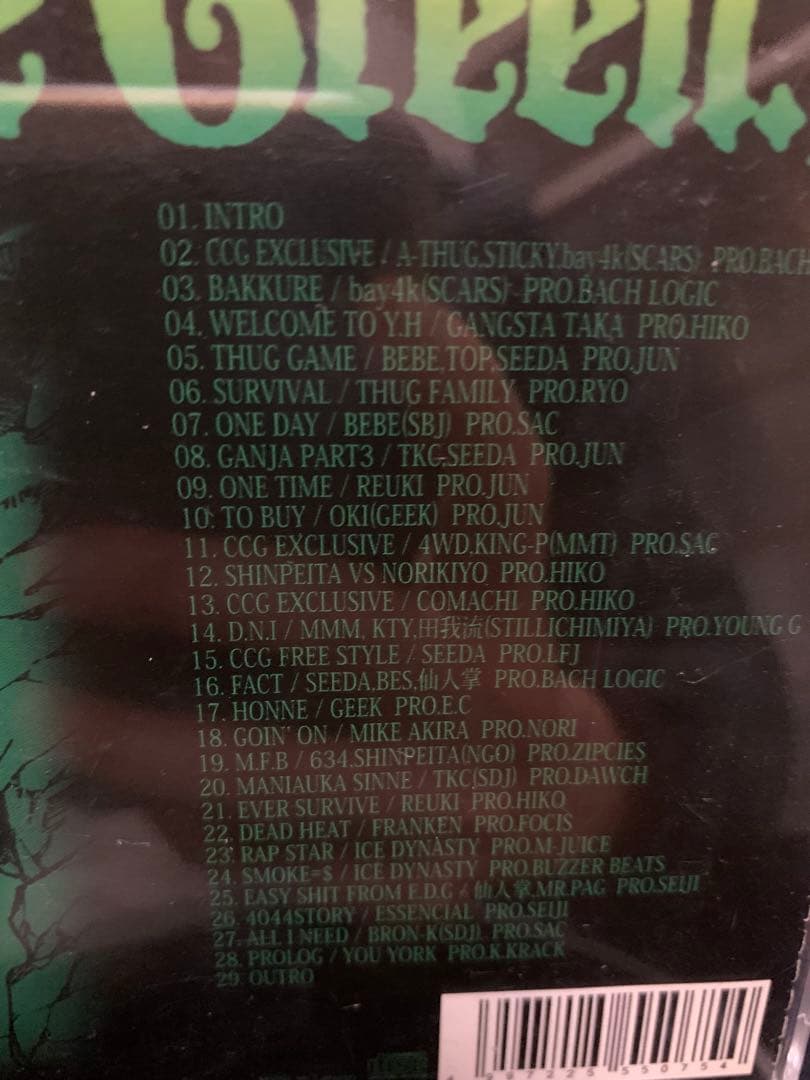 Green.
01. INTRO
02. CCG EXCLUSIVE / A-THUG,STICKY,bay4k(SCARS) PRO.BACH
03. BAKKURE / bay4k(SCARS) PRO.BACH LOGIC
04. WELCOME TO Y.H / GANGSTA TAKA PRO.HIKO
05. THUG GAME / BEBE,TOP,SEEDA PRO.JUN
06. SURVIVAL / THUG FAMILY PRO.RYO
07. ONE DAY / BEBE(SBJ) PRO.SAC
08. GANJA PART3 / TKC,SEEDA PRO.JUN
09. ONE TIME / REUKI PRO.JUN
10. TO BUY / OKI(GEEK) PRO.JUN
11. CCG EXCLUSIVE / 4WD,KING-P(MMT) PRO.SAC
12. SHINPEITA VS NORIKIYO PRO.HIKO
13. CCG EXCLUSIVE / COMACHI PRO.HIKO
14. D.N.I / MMM, KTY,田我流(STILLICHIMIYA) PRO.YOUNG G
15. CCG FREE STYLE / SEEDA PRO.LFJ
16. FACT / SEEDA,BES,仙人掌 PRO.BACH LOGIC
17. HONNE / GEEK PRO.E.C
18. GOIN' ON / MIKE AKIRA PRO.NORI
19. M.F.B / 634,SHINPEITA(NGO) PRO.ZIPCIES
20. MANIAUKA SINNE / TKC(SDJ) PRO.DAWCH
21. EVER SURVIVE / REUKI PRO.HIKO
22. DEAD HEAT / FRANKEN PRO.FOCIS
23. RAP STAR / ICE DYNASTY PRO.M-JUICE
24. SMOKE=$ / ICE DYNASTY PRO.BUZZER BEATS
25. EASY SHIT FROM E.D.G / 仙人掌,MR.PAG PRO.SEIJI
26. 4044STORY / ESSENCIAL PRO.SEIJI
27. ALL I NEED / BRON-K(SDJ) PRO.SAC
28. PROLOG / YOU YORK PRO.K.KRACK
29. OUTRO
997225 550754